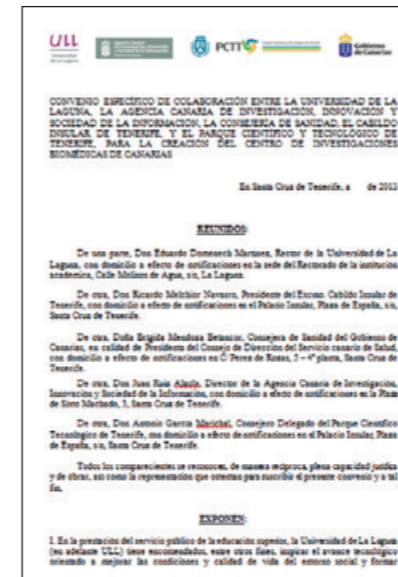 ULL
Universidad
de La Laguna
PCTT
Gobierno
de Canarias
CONVENIO ESPECÍFICO DE COLABORACIÓN ENTRE LA UNIVERSIDAD DE LA
LAGUNA, LA AGENCIA CANARIA DE INVESTIGACIÓN, INNOVACIÓN Y
SOCIEDAD DE LA INFORMACIÓN, LA CONSEJERIA DE SANIDAD, EL CABILDO
INSULAR DE TENERIFE, Y EL PARQUE CIENTÍFICO Y TECNOLÓGICO DE
TENERIFE, PARA LA CREACIÓN DEL CENTRO DE INVESTIGACIONES
BIOMÉDICAS DE CANARIAS
En Santa Cruz de Tenerife, a de 2013
REUNIDOS:
De una parte, Don Eduardo Domenech Martinez, Rector de la Universidad de La
Laguna, con domicilio a efecto de notificaciones en la sede del Rectorado de la institución
académica, Calle Molinos de Agua, s/n, La Laguna.
De otra, Don Ricardo Melchior Navarro, Presidente del Excmo. Cabildo Insular de
Tenerife, con domicilio a efecto de notificaciones en el Palacio Insular, Plaza de España, s/n,
Santa Cruz de Tenerife.
De otra, Doña Brígida Mendoza Betancor, Consejera de Sanidad del Gobierno de
Canarias, en calidad de Presidenta del Consejo de Dirección del Servicio canario de Salud,
con domicilio a efecto de notificaciones en C/ Perez de Rozas, 5 – 4ª planta, Santa Cruz de
Tenerife.
De otra, Don Juan Ruiz Alzola, Director de la Agencia Canaria de Investigación,
Innovación y Sociedad de la Información, con domicilio a efecto de notificaciones en la Plaza
de Sixto Machado, 3, Santa Cruz de Tenerife.
De otra, Don Antonio García Marichal, Consejero Delegado del Parque Científico
Tecnológico de Tenerife, con domicilio a efecto de notificaciones en el Palacio Insular, Plaza
de España, s/n, Santa Cruz de Tenerife.
Todos los comparecientes se reconocen, de manera recíproca, plena capacidad jurídica
y de obrar, así como la representación que ostentan para suscribir el presente convenio y a tal
fin,
EXPONEN:
I. En la prestación del servicio público de la educación superior, la Universidad de La Laguna
(en adelante ULL) tiene encomendados, entre otros fines, inspirar el avance tecnológico
orientado a mejorar las condiciones y calidad de vida del entorno social y formar